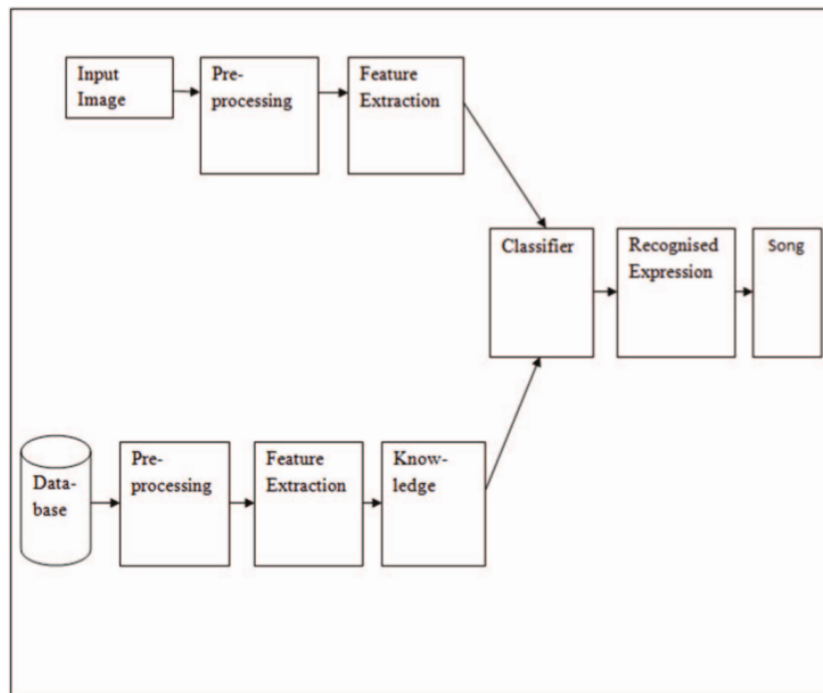 Input
Image
Pre-
processing
Feature
Extraction
Classifier
Recognised
Expression
Song
Data-
base
Pre-
processing
Feature
Extraction
Know-
ledge